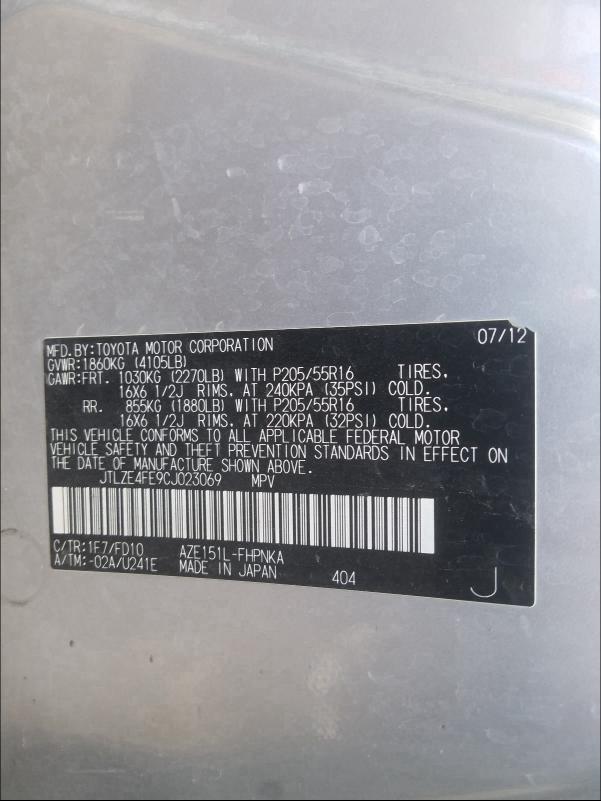 07/12
MFD.BY:TOYOTA MOTOR CORPORATION
GVWR:1860KG (4105LB)
GAWR:FRT. 1030KG (2270LB) WITH P205/55R16 TIRES.
16X6 1/2J RIMS. AT 240KPA (35PSI) COLD.
RR. 855KG (1880LB) WITH P205/55R16 TIRES.
16X6 1/2J RIMS. AT 220KPA (32PSI) COLD.
THIS VEHICLE CONFORMS TO ALL APPLICABLE FEDERAL MOTOR
VEHICLE SAFETY AND THEFT PREVENTION STANDARDS IN EFFECT ON
THE DATE OF MANUFACTURE SHOWN ABOVE.
JTLZE4FE9CJ023069 MPV
C/TR:1F7/FD10 AZE151L-FHPNKA
A/TM:-02A/U241E MADE IN JAPAN 404 J